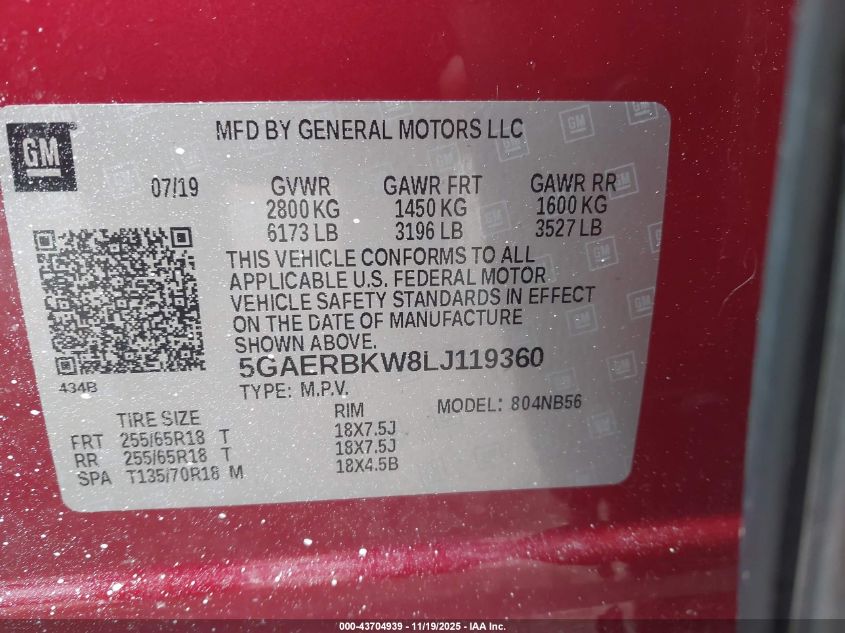 GM
MFD BY GENERAL MOTORS LLC
07/19 GVWR GAWR FRT GAWR RR
2800 KG 1450 KG 1600 KG
6173 LB 3196 LB 3527 LB
THIS VEHICLE CONFORMS TO ALL
APPLICABLE U.S. FEDERAL MOTOR
VEHICLE SAFETY STANDARDS IN EFFECT
ON THE DATE OF MANUFACTURE
SHOWN ABOVE.
5GAERBKW8LJ119360
434B
TYPE: M.P.V.
MODEL: 804NB56
TIRE SIZE RIM
FRT 255/65R18 T 18X7.5J
RR 255/65R18 T 18X7.5J
SPA T135/70R18 M 18X4.5B
000-43704939 - 11/19/2025 - IAA Inc.